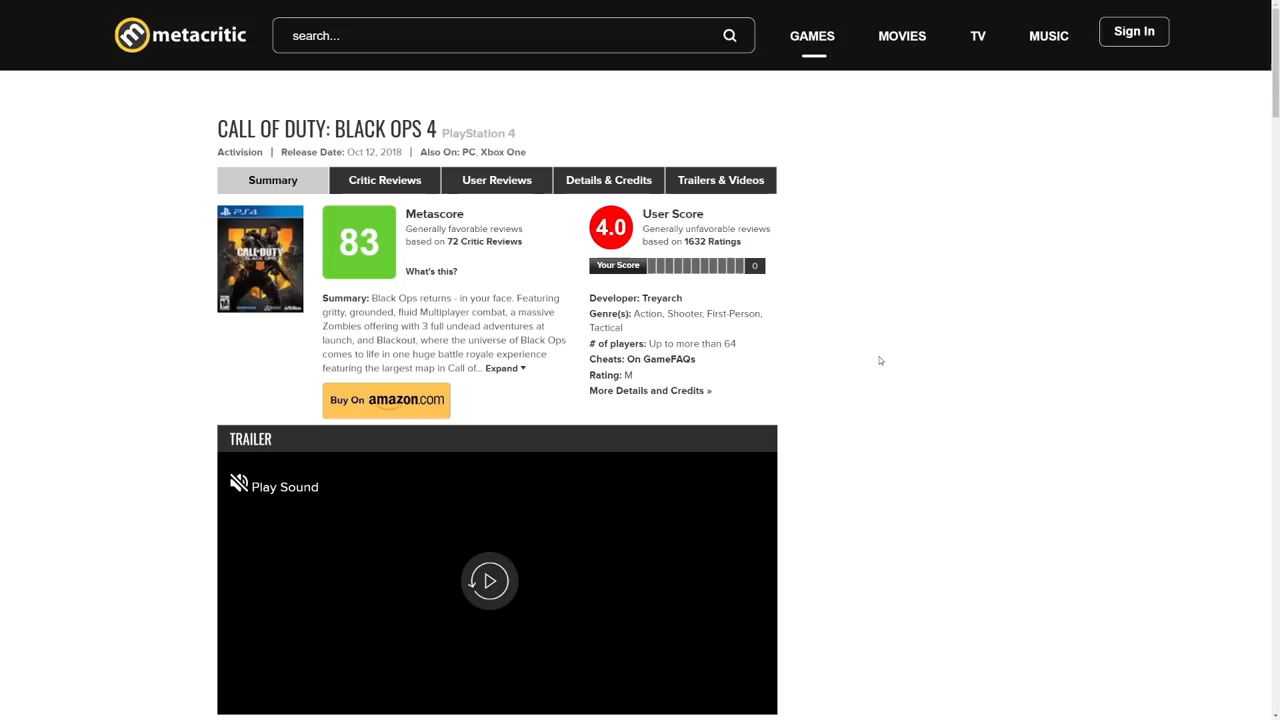 metacritic
search...
GAMES
MOVIES
TV
MUSIC
Sign In
CALL OF DUTY: BLACK OPS 4 PlayStation 4
Activision | Release Date: Oct 12, 2018 | Also On: PC, Xbox One
Summary
Critic Reviews
User Reviews
Details & Credits
Trailers & Videos
PS4
CALL OF DUTY
BLACK OPS
83
Metascore
Generally favorable reviews
based on 72 Critic Reviews
What's this?
Summary: Black Ops returns - in your face. Featuring
gritty, grounded, fluid Multiplayer combat, a massive
Zombies offering with 3 full undead adventures at
launch, and Blackout, where the universe of Black Ops
comes to life in one huge battle royale experience
featuring the largest map in Call of... Expand
Buy On amazon.com
4.0
User Score
Generally unfavorable reviews
based on 1632 Ratings
Your Score
0
Developer: Treyarch
Genre(s): Action, Shooter, First-Person,
Tactical
# of players: Up to more than 64
Cheats: On GameFAQs
Rating: M
More Details and Credits »
TRAILER
Play Sound